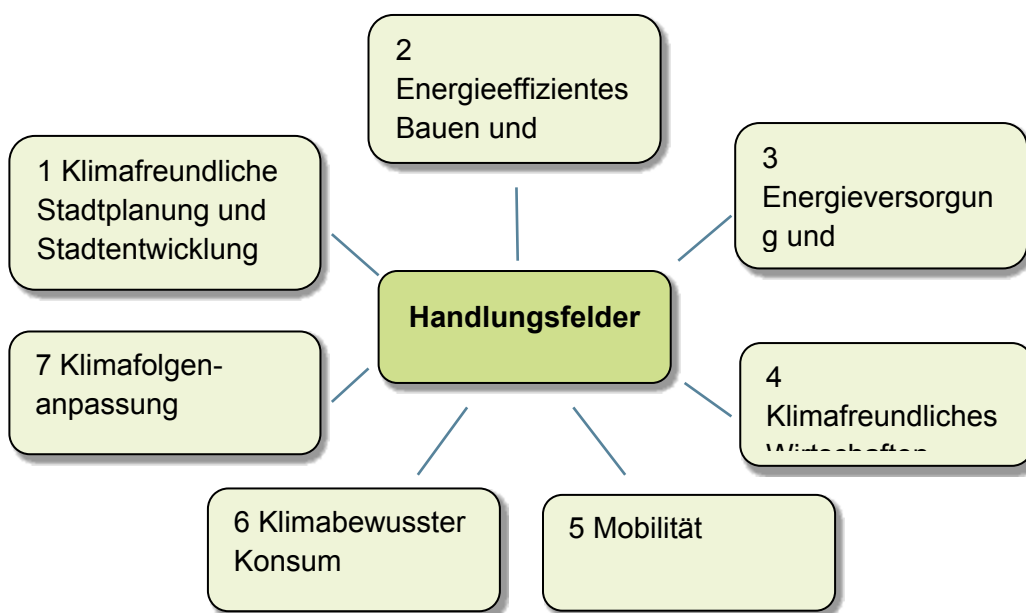 2
Energieeffizientes
Bauen und
1 Klimafreundliche
Stadtplanung und
Stadtentwicklung
3
Energieversorgun
g und
Handlungsfelder
7 Klimafolgen-
anpassung
4
Klimafreundliches
Wirtschaften
6 Klimabewusster
Konsum
5 Mobilität